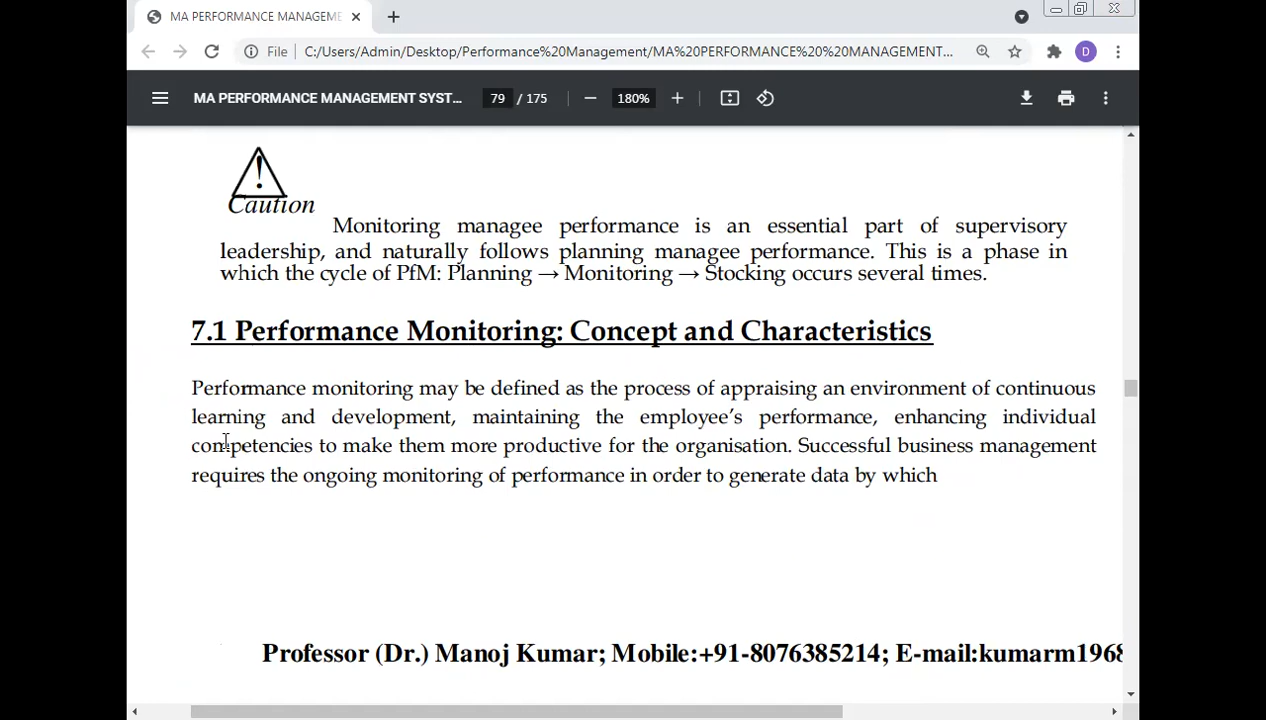 MA PERFORMANCE MANAGEME
File C:/Users/Admin/Desktop/Performance%20Management/MA%20PERFORMANCE%20%20MANAGEMENT...
D
MA PERFORMANCE MANAGEMENT SYST... 79 / 175 180%
Caution
Monitoring managee performance is an essential part of supervisory
leadership, and naturally follows planning managee performance. This is a phase in
which the cycle of PfM: Planning → Monitoring → Stocking occurs several times.
7.1 Performance Monitoring: Concept and Characteristics
Performance monitoring may be defined as the process of appraising an environment of continuous
learning and development, maintaining the employee's performance, enhancing individual
competencies to make them more productive for the organisation. Successful business management
requires the ongoing monitoring of performance in order to generate data by which
Professor (Dr.) Manoj Kumar; Mobile:+91-8076385214; E-mail:kumarm1968